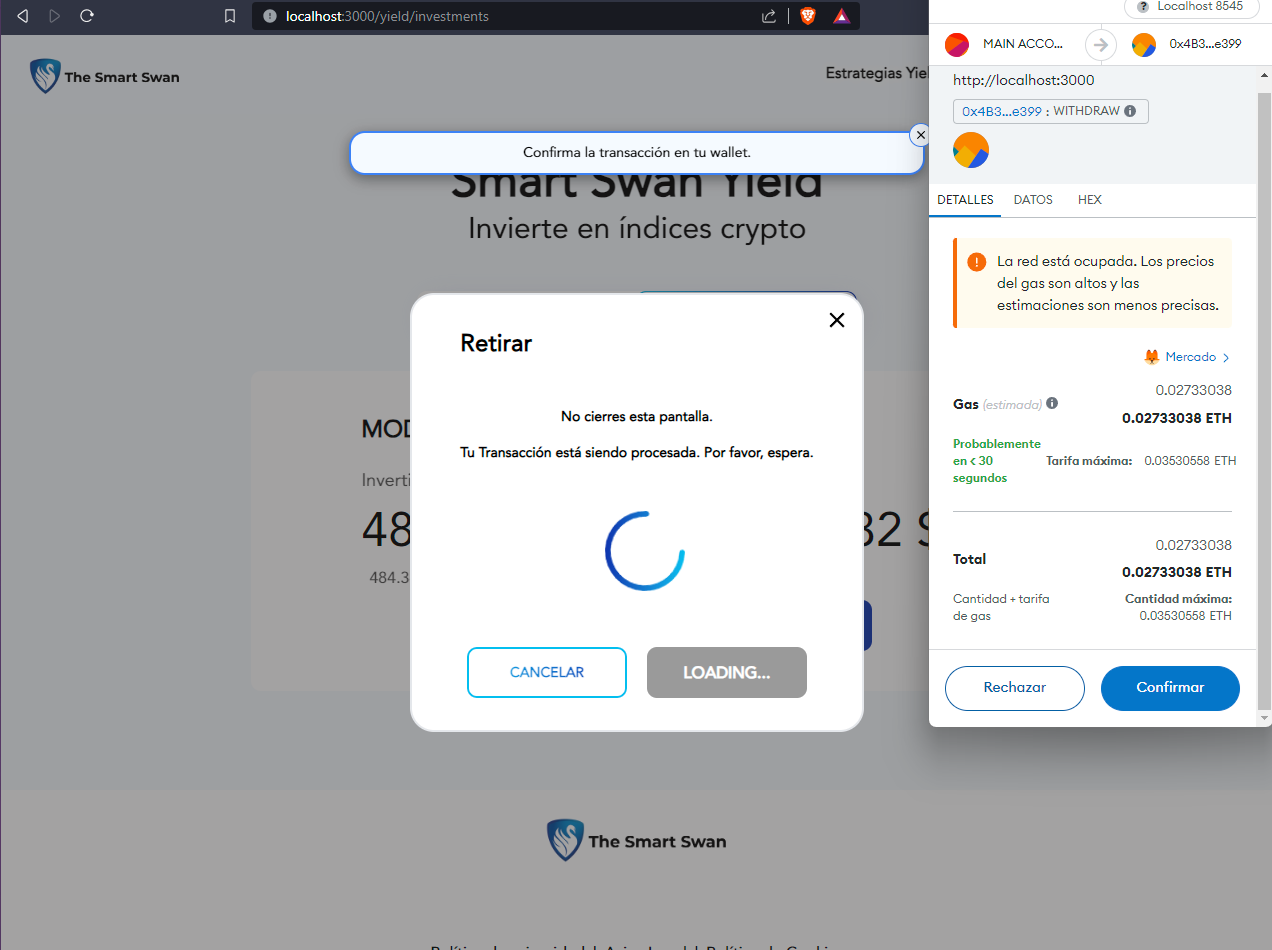 localhost:3000/yield/investments
The Smart Swan
Estrategias
Confirma la transacción en tu wallet.
Smart Swan Yield
Invierte en índices crypto
Retirar
No cierres esta pantalla.
Tu Transacción está siendo procesada. Por favor, espera.
CANCELAR
LOADING...
484.3
The Smart Swan
Localhost 8545
MAIN ACCO...
0x4B3...e399
http://localhost:3000
0x4B3...e399 : WITHDRAW
DETALLES
DATOS
HEX
La red está ocupada. Los precios
del gas son altos y las
estimaciones son menos precisas.
Mercado
0.02733038
Gas (estimada)
0.02733038 ETH
Probablemente
en < 30
segundos
Tarifa máxima: 0.03530558 ETH
0.02733038
Total
0.02733038 ETH
Cantidad + tarifa
de gas
Cantidad máxima:
0.03530558 ETH
Rechazar
Confirmar